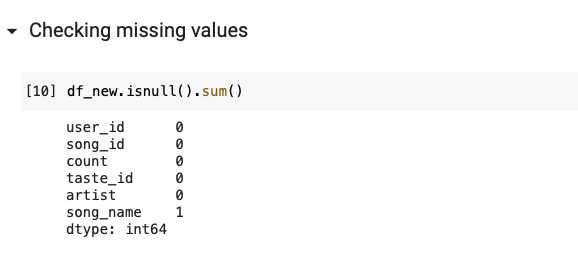 Checking missing values
[10] df_new.isnull().sum()
user_id 0
song_id 0
count 0
taste_id 0
artist 0
song_name 1
dtype: int64